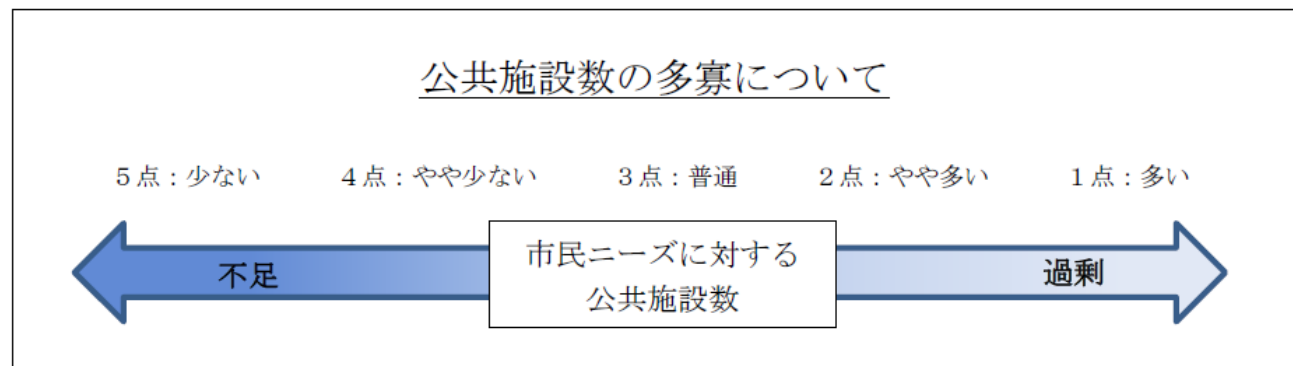 公共施設数の多寡について
５点：少ない　４点：やや少ない　３点：普通　２点：やや多い　１点：多い
不足
市民ニーズに対する
公共施設数
過剰